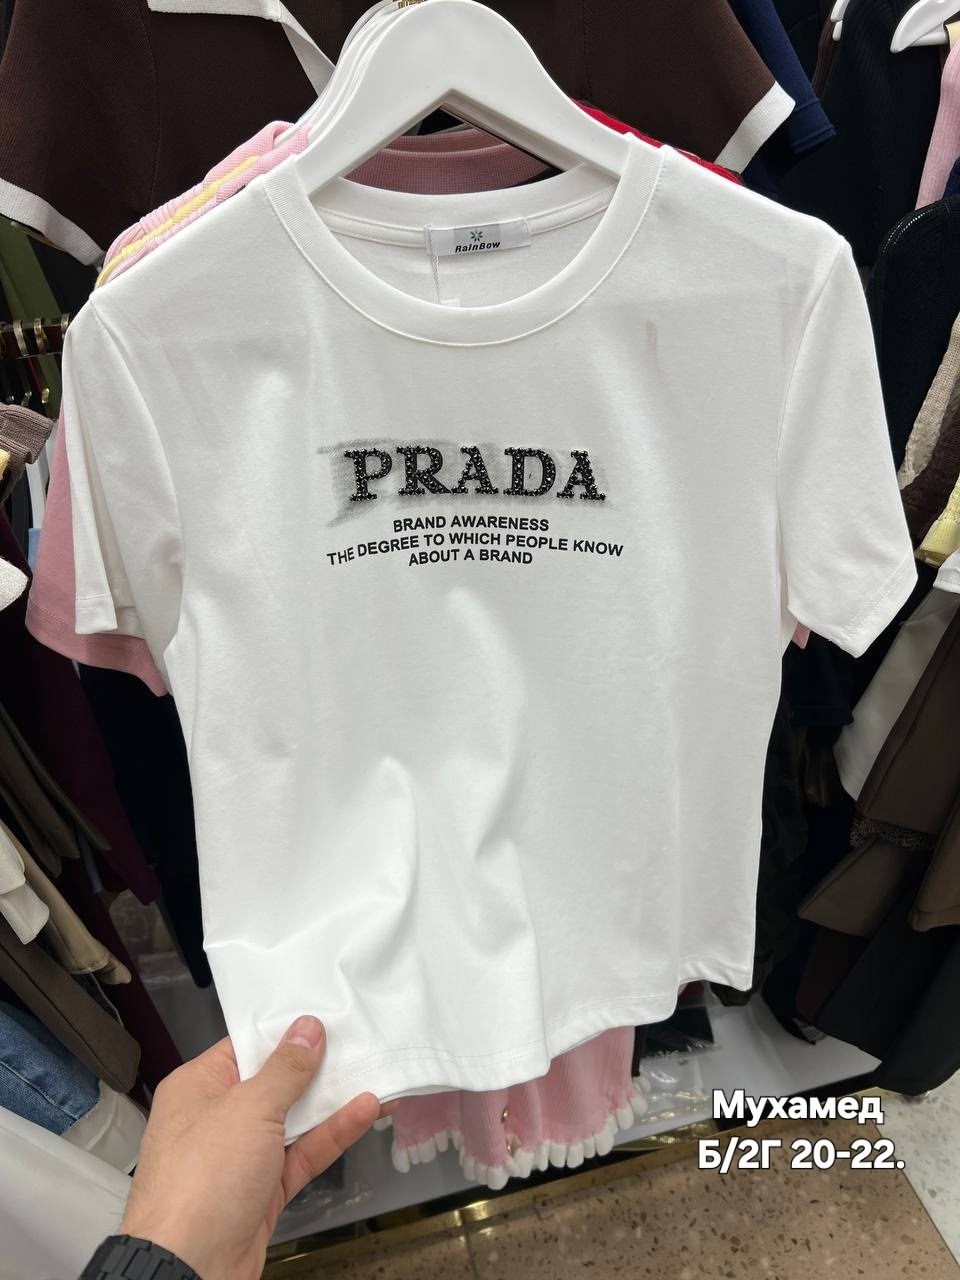 RainBow
PRADA
BRAND AWARENESS
THE DEGREE TO WHICH PEOPLE KNOW
ABOUT A BRAND
Мухамед
Б/2Г 20-22.